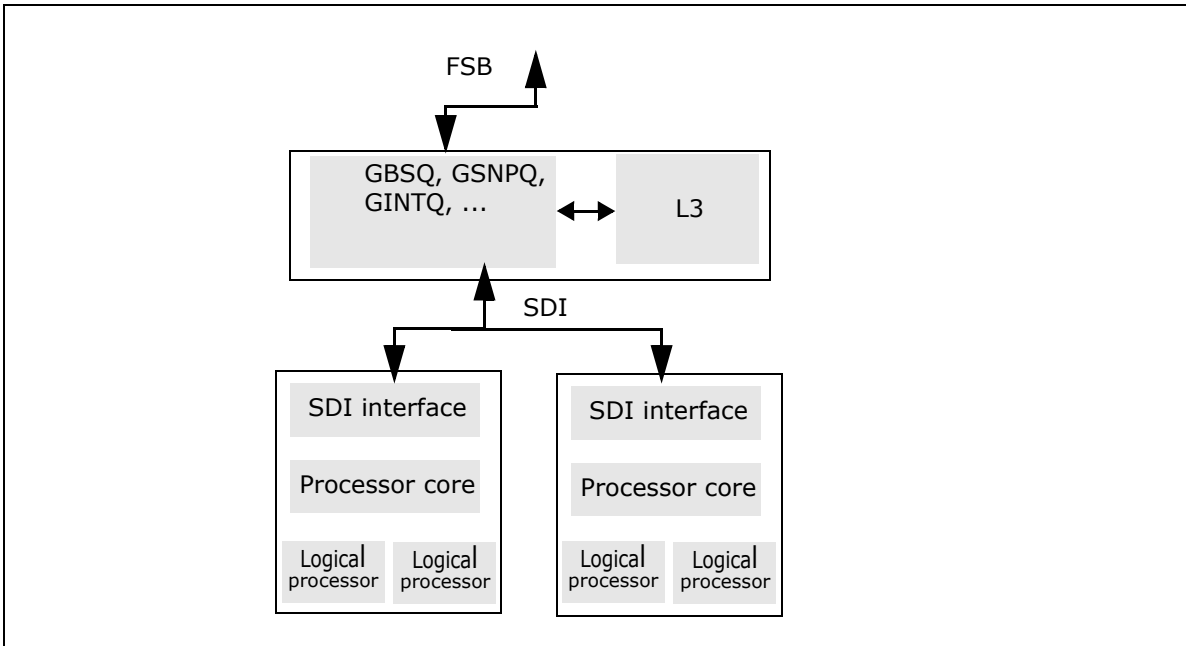 FSB
GBSQ, GSNPQ,
GINTQ, …
L3
SDI
SDI interface
Processor core
Logical
processor
Logical
processor
SDI interface
Processor core
Logical
processor
Logical
processor